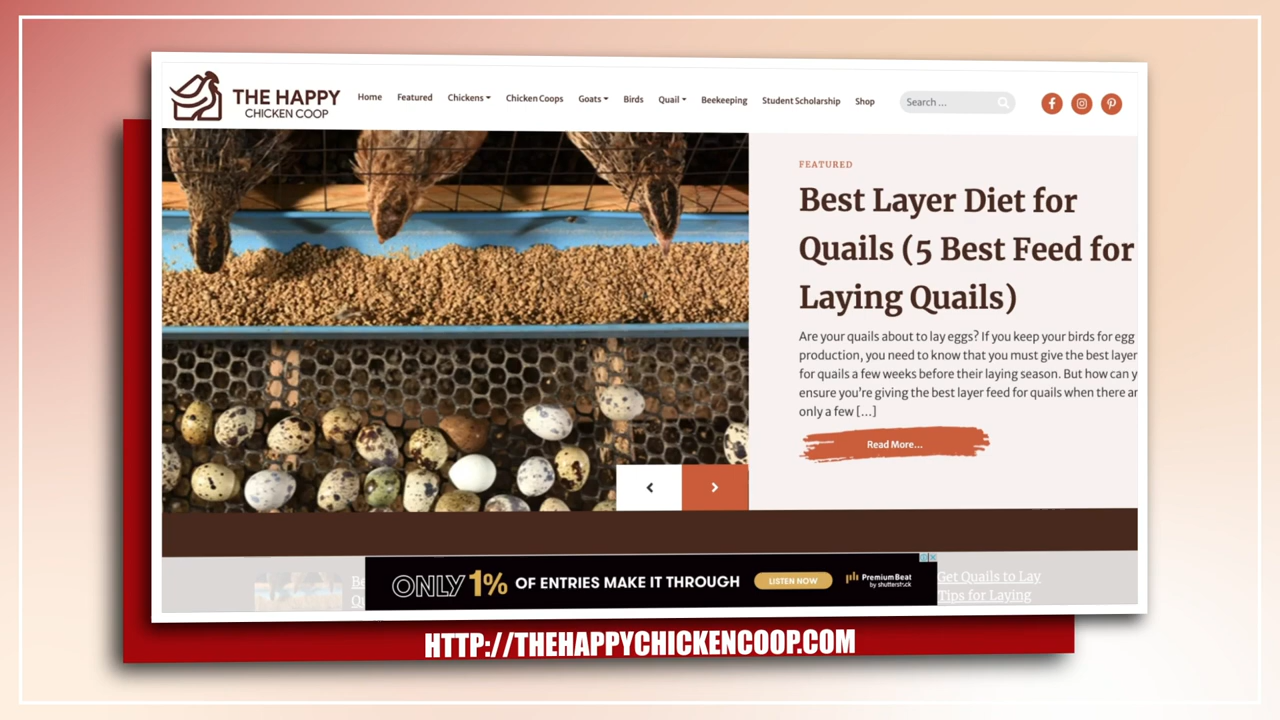 THE HAPPY
CHICKEN COOP
Home Featured Chickens Chicken Coops Goats Birds Quail Beekeeping Student Scholarship Shop
Search ...
FEATURED
Best Layer Diet for
Quails (5 Best Feed for
Laying Quails)
Are your quails about to lay eggs? If you keep your birds for egg
production, you need to know that you must give the best layer
for quails a few weeks before their laying season. But how can y
ensure you're giving the best layer feed for quails when there ar
only a few [...]
Read More...
ONLY 1% OF ENTRIES MAKE IT THROUGH
LISTEN NOW
PremiumBeat
by shutterstock
Get Quails to Lay
Tips for Laying
HTTP://THEHAPPYCHICKENCOOP.COM